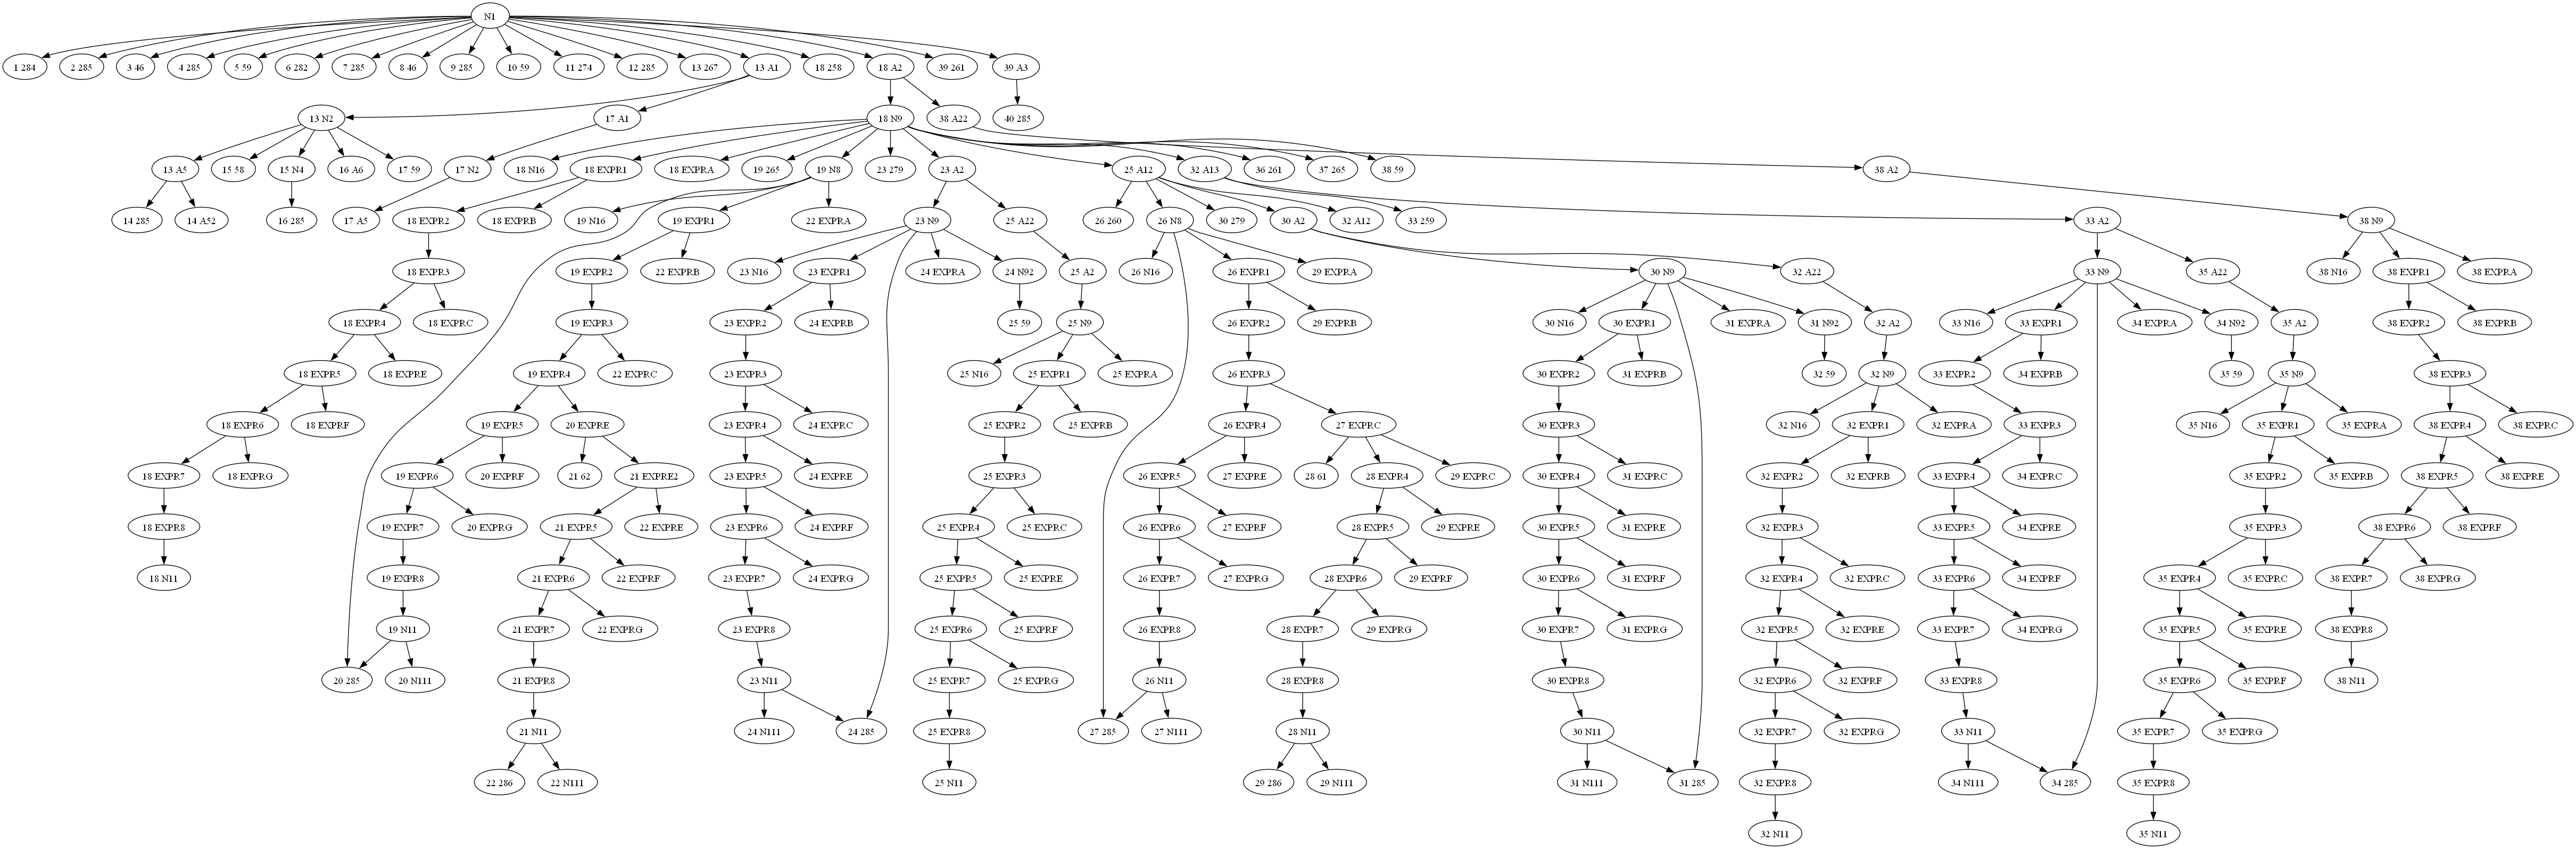 N1
1 284 2 285 3 46 4 285 5 59 6 282 7 285 8 46 9 285 10 59 11 274 12 285 13 267 13 A1 18 258 18 A2 39 261 39 A3
13 N2 17 A1 18 N9 38 A22 40 285
13 A5 15 58 15 N4 16 A6 17 59 17 N2 18 N16 18 EXPR1 18 EXPRA 19 265 19 N8 23 279 23 A2 25 A12 32 A13 36 261 37 265 38 59 38 A2
14 285 14 A52 16 285 17 A5 18 EXPR2 18 EXPRB 19 N16 19 EXPR1 22 EXPRA 23 N9 25 A22 26 260 26 N8 30 279 30 A2 32 A12 33 259 33 A2 38 N9
18 EXPR3 19 EXPR2 22 EXPRB 23 N16 23 EXPR1 24 EXPRA 24 N92 25 A2 26 N16 26 EXPR1 29 EXPRA 30 N9 32 A22 33 N9 35 A22 38 N16 38 EXPR1 38 EXPRA
18 EXPR4 18 EXPRC 19 EXPR3 23 EXPR2 24 EXPRB 25 59 25 N9 26 EXPR2 29 EXPRB 30 N16 30 EXPR1 31 EXPRA 31 N92 32 A2 33 N16 33 EXPR1 34 EXPRA 34 N92 35 A2 38 EXPR2 38 EXPRB
18 EXPR5 18 EXPRE 19 EXPR4 22 EXPRC 23 EXPR3 25 N16 25 EXPR1 25 EXPRA 26 EXPR3 30 EXPR2 31 EXPRB 32 59 32 N9 33 EXPR2 34 EXPRB 35 59 35 N9 38 EXPR3
18 EXPR6 18 EXPRF 19 EXPR5 20 EXPRE 23 EXPR4 24 EXPRC 25 EXPR2 25 EXPRB 26 EXPR4 27 EXPRC 30 EXPR3 32 N16 32 EXPR1 32 EXPRA 33 EXPR3 35 N16 35 EXPR1 35 EXPRA 38 EXPR4 38 EXPRC
18 EXPR7 18 EXPRG 19 EXPR6 20 EXPRF 21 62 21 EXPRE2 23 EXPR5 24 EXPRE 25 EXPR3 26 EXPR5 27 EXPRE 28 61 28 EXPR4 29 EXPRC 30 EXPR4 31 EXPRC 32 EXPR2 32 EXPRB 33 EXPR4 34 EXPRC 35 EXPR2 35 EXPRB 38 EXPR5 38 EXPRE
18 EXPR8 19 EXPR7 20 EXPRG 21 EXPR5 22 EXPRE 23 EXPR6 24 EXPRF 25 EXPR4 25 EXPRC 26 EXPR6 27 EXPRF 28 EXPR5 29 EXPRE 30 EXPR5 31 EXPRE 32 EXPR3 33 EXPR5 34 EXPRE 35 EXPR3 38 EXPR6 38 EXPRF
18 N11 19 EXPR8 21 EXPR6 22 EXPRF 23 EXPR7 24 EXPRG 25 EXPR5 25 EXPRE 26 EXPR7 27 EXPRG 28 EXPR6 29 EXPRF 30 EXPR6 31 EXPRF 32 EXPR4 32 EXPRC 33 EXPR6 34 EXPRF 35 EXPR4 35 EXPRC 38 EXPR7 38 EXPRG
19 N11 21 EXPR7 22 EXPRG 23 EXPR8 25 EXPR6 25 EXPRF 26 EXPR8 28 EXPR7 29 EXPRG 30 EXPR7 31 EXPRG 32 EXPR5 32 EXPRE 33 EXPR7 34 EXPRG 35 EXPR5 35 EXPRE 38 EXPR8
20 285 20 N111 21 EXPR8 23 N11 25 EXPR7 25 EXPRG 26 N11 28 EXPR8 30 EXPR8 32 EXPR6 32 EXPRF 33 EXPR8 35 EXPR6 35 EXPRF 38 N11
21 N11 24 N111 24 285 25 EXPR8 27 285 27 N111 28 N11 30 N11 32 EXPR7 32 EXPRG 33 N11 35 EXPR7 35 EXPRG
22 286 22 N111 25 N11 29 286 29 N111 31 N111 31 285 32 EXPR8 34 N111 34 285 35 EXPR8
32 N11 35 N11